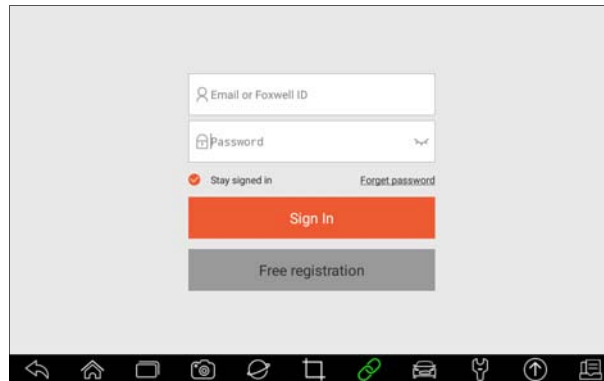 Email or Foxwell ID
Password
Stay signed in Forget password
Sign In
Free registration